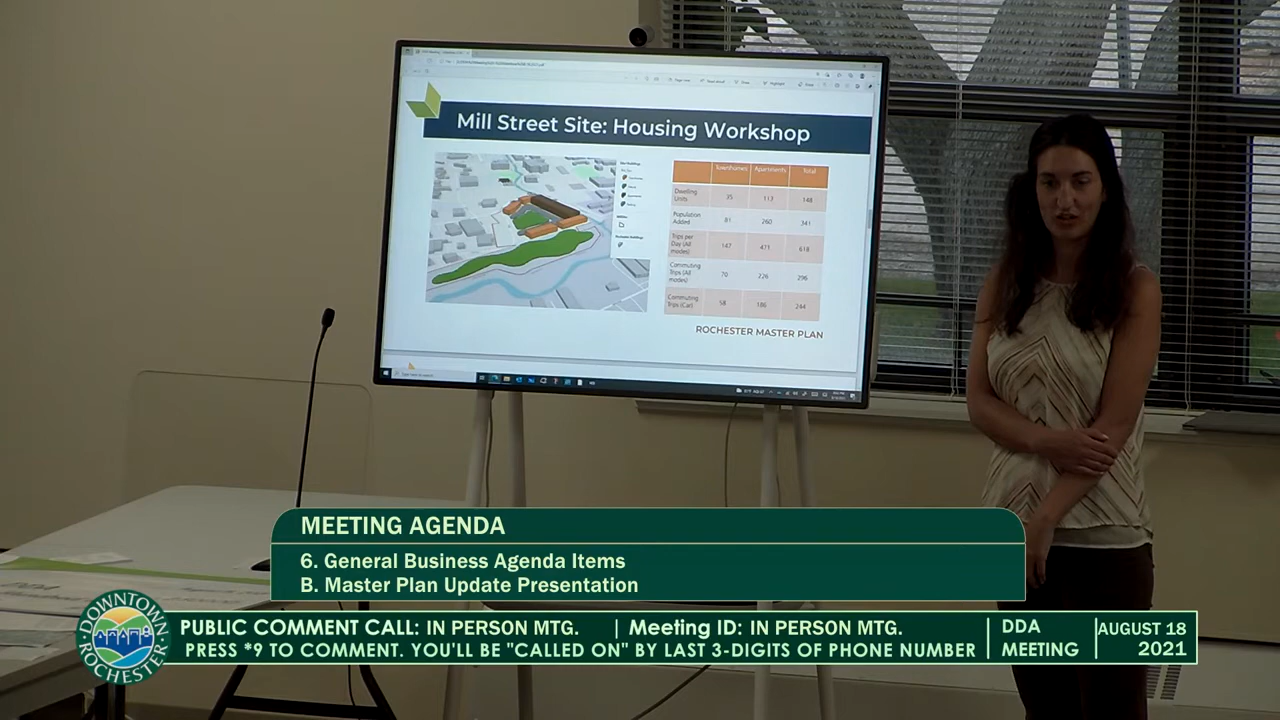 Mill Street Site: Housing Workshop
Townhomes Apartments Total
Dwelling Units 35 113 148
Population Added 81 260 341
Trips per Day (All modes) 147 471 618
Commuting Trips (All modes) 70 226 296
Commuting Trips (Car) 58 186 244
ROCHESTER MASTER PLAN
MEETING AGENDA
6. General Business Agenda Items
B. Master Plan Update Presentation
DOWNTOWN ROCHESTER
PUBLIC COMMENT CALL: IN PERSON MTG. | Meeting ID: IN PERSON MTG.
PRESS *9 TO COMMENT. YOU'LL BE "CALLED ON" BY LAST 3-DIGITS OF PHONE NUMBER
DDA
MEETING
AUGUST 18
2021
DDA